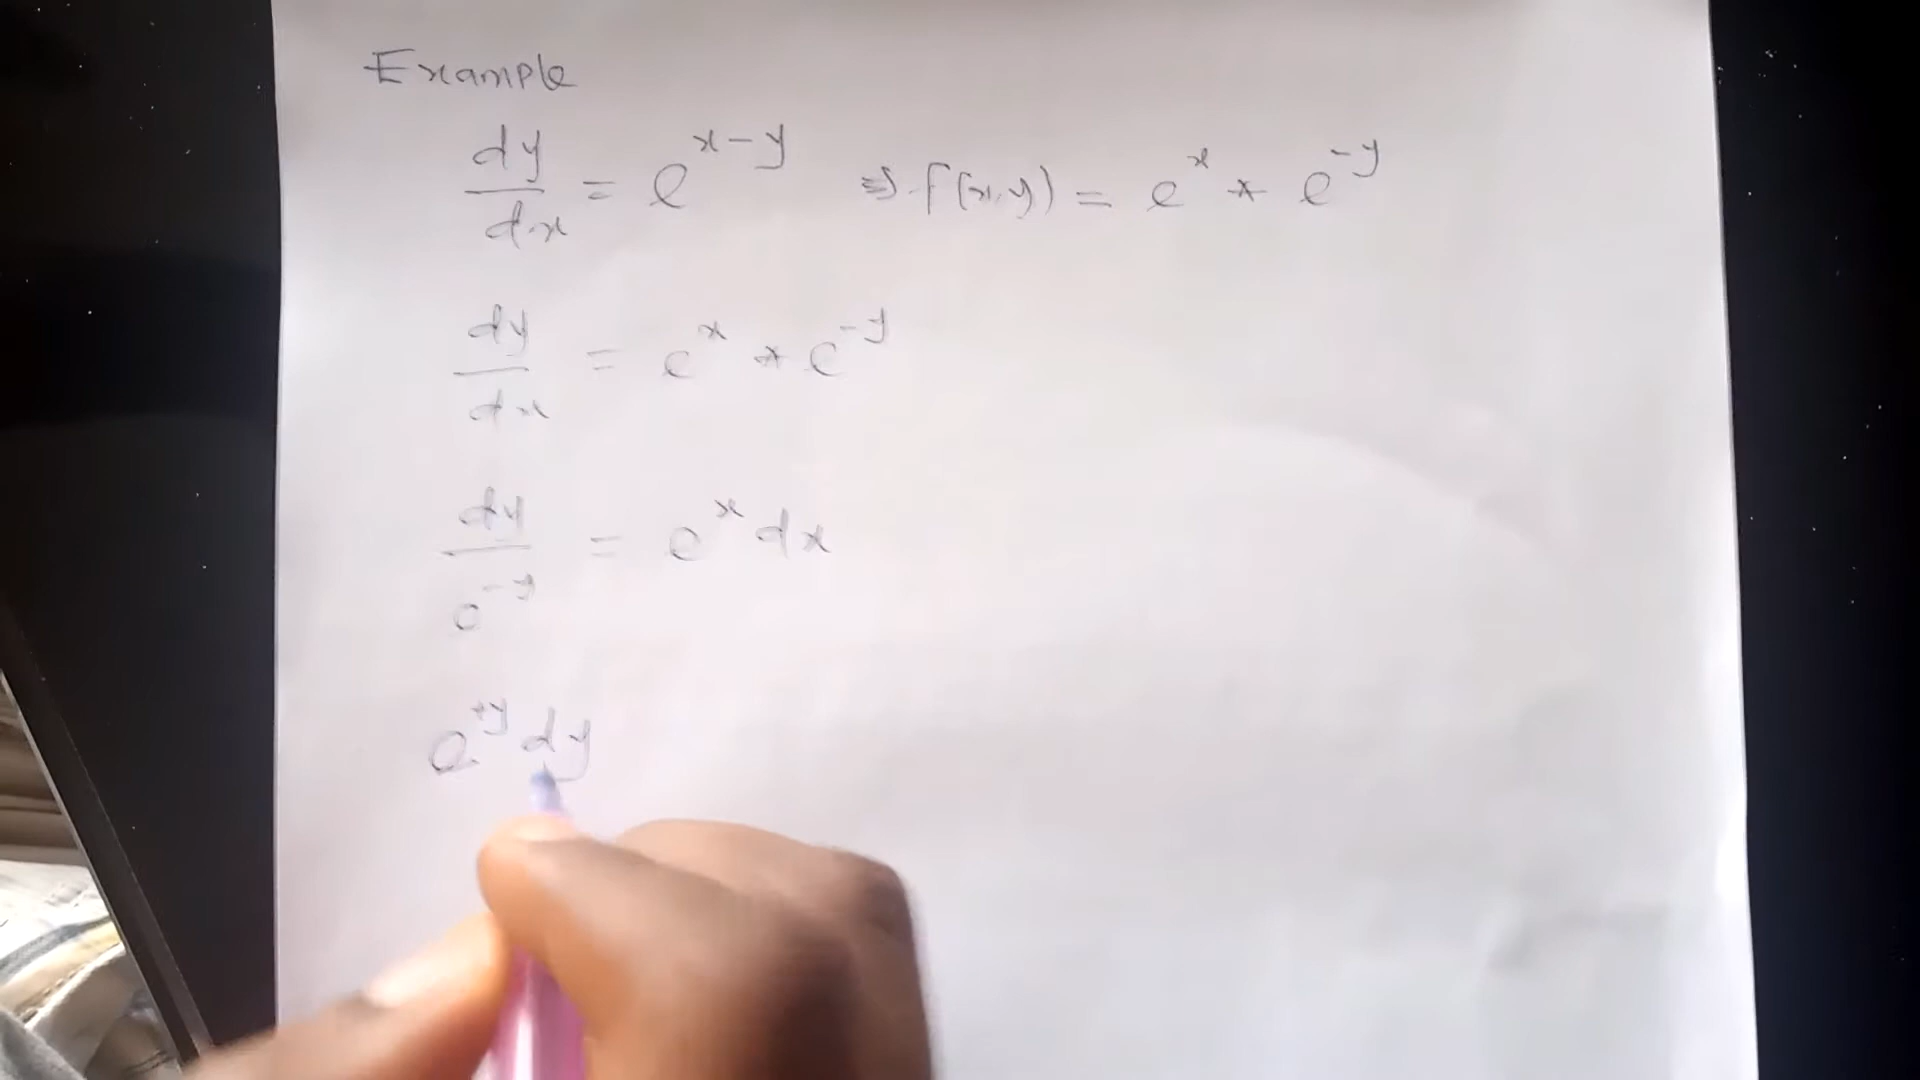 Example
dy/dx = e^(x-y) ⇒ f(x,y) = e^x * e^-y
dy/dx = e^x * e^-y
dy/e^-y = e^x dx
e^+y dy